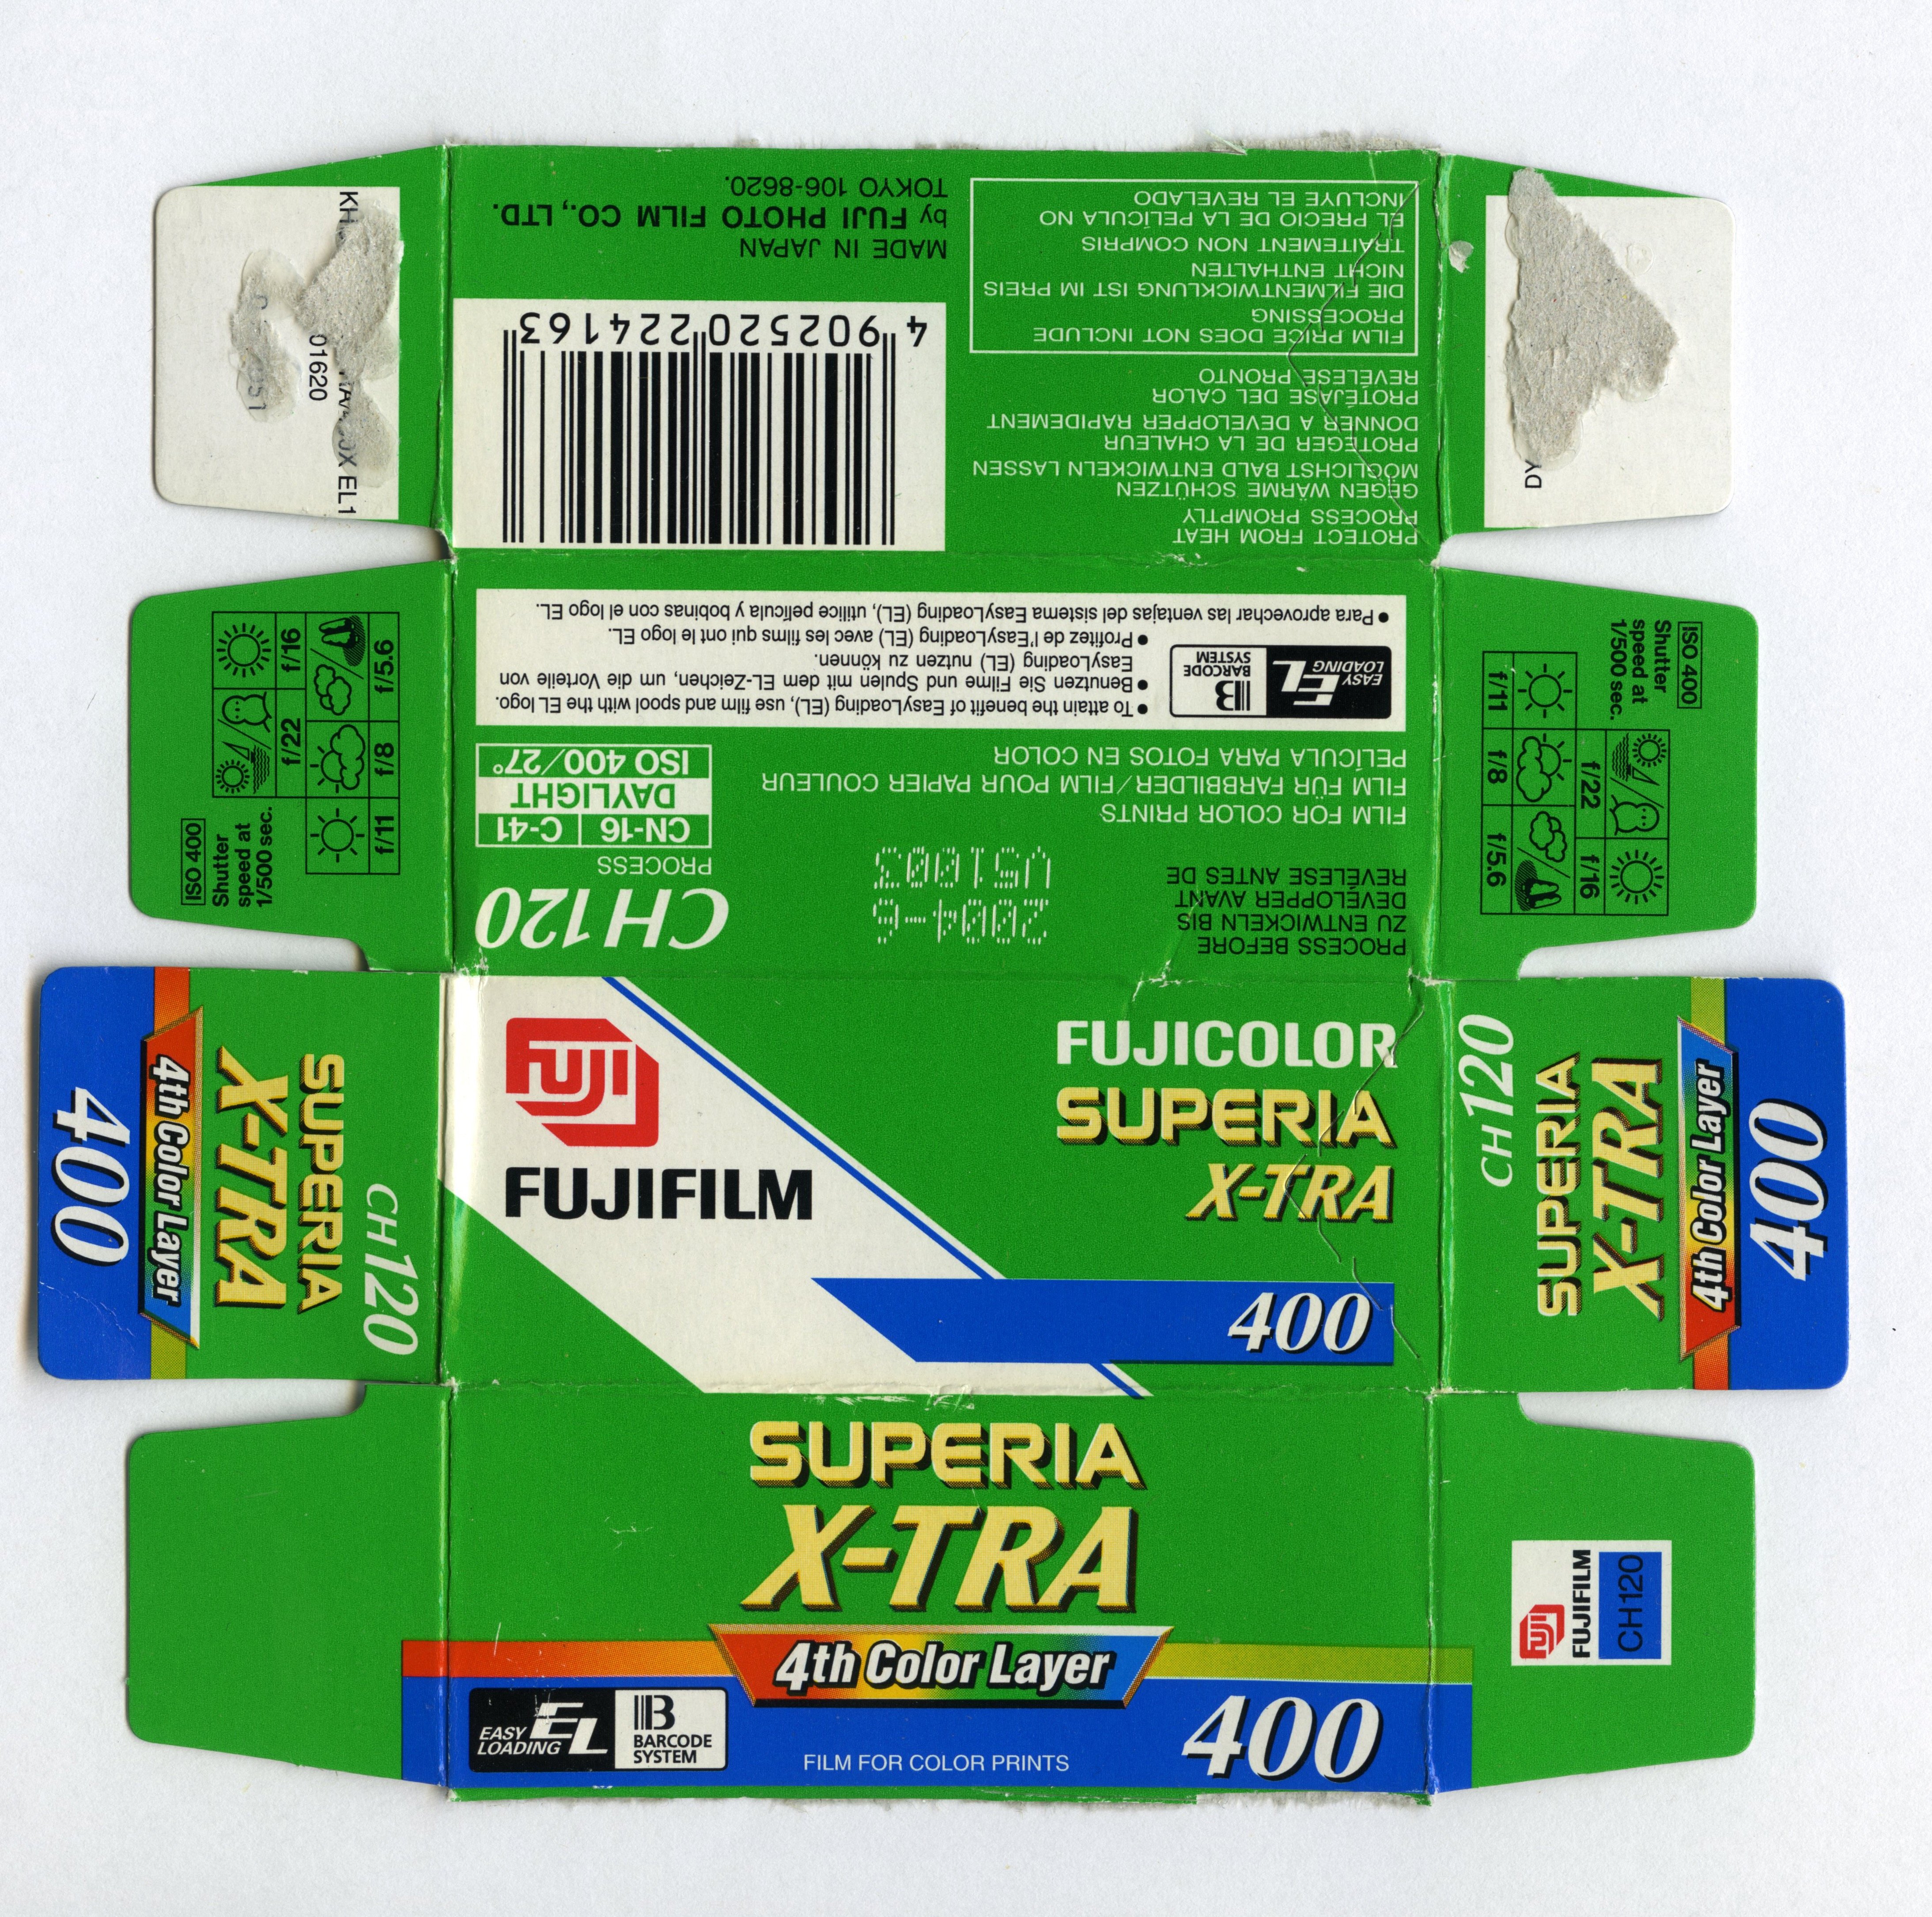 PROTECT FROM HEAT
PROCESS PROMPTLY
GEGEN WÄRME SCHÜTZEN
MÖGLICHST BALD ENTWICKELN LASSEN
PROTEGER DE LA CHALEUR
DONNER A DEVELOPPER RAPIDEMENT
PROTÉJASE DEL CALOR
REVÉLESE PRONTO
FILM PRICE DOES NOT INCLUDE
PROCESSING
DIE FILMENTWICKLUNG IST IM PREIS
NICHT ENTHALTEN
TRAITEMENT NON COMPRIS
EL PRECIO DE LA PELÍCULA NO
INCLUYE EL REVELADO
4 902520 224163
MADE IN JAPAN
by FUJI PHOTO FILM CO., LTD.
TOKYO 106-8620.
01620
EL1
PROCESS BEFORE
ZU ENTWICKELN BIS
DEVELOPPER AVANT
REVÉLESE ANTES DE
2004-6
U51003
CH120
PROCESS
CN-16 C-41
DAYLIGHT
ISO 400/27°
FILM FOR COLOR PRINTS
FILM FÜR FARBBILDER/FILM POUR PAPIER COULEUR
PELÍCULA PARA FOTOS EN COLOR
EASY LOADING EL
BARCODE SYSTEM
• To attain the benefit of EasyLoading (EL), use film and spool with the EL logo.
• Benutzen Sie Filme und Spulen mit dem EL-Zeichen, um die Vorteile von
EasyLoading (EL) nutzen zu können.
• Profitez de l'EasyLoading (EL) avec les films qui ont le logo EL.
• Para aprovechar las ventajas del sistema EasyLoading (EL), utilice película y bobinas con el logo EL.
ISO 400
Shutter
speed at
1/500 sec.
f/16
f/22
f/5.6
f/8
f/11
ISO 400
Shutter
speed at
1/500 sec.
f/11
f/8
f/5.6
f/22
f/16
CH120
SUPERIA
X-TRA
4th Color Layer
400
FUJI
FUJIFILM
FUJICOLOR
SUPERIA
X-TRA
400
CH120
SUPERIA
X-TRA
4th Color Layer
400
SUPERIA
X-TRA
4th Color Layer
EASY LOADING EL
BARCODE SYSTEM
FILM FOR COLOR PRINTS
400
FUJI
FUJIFILM
CH120